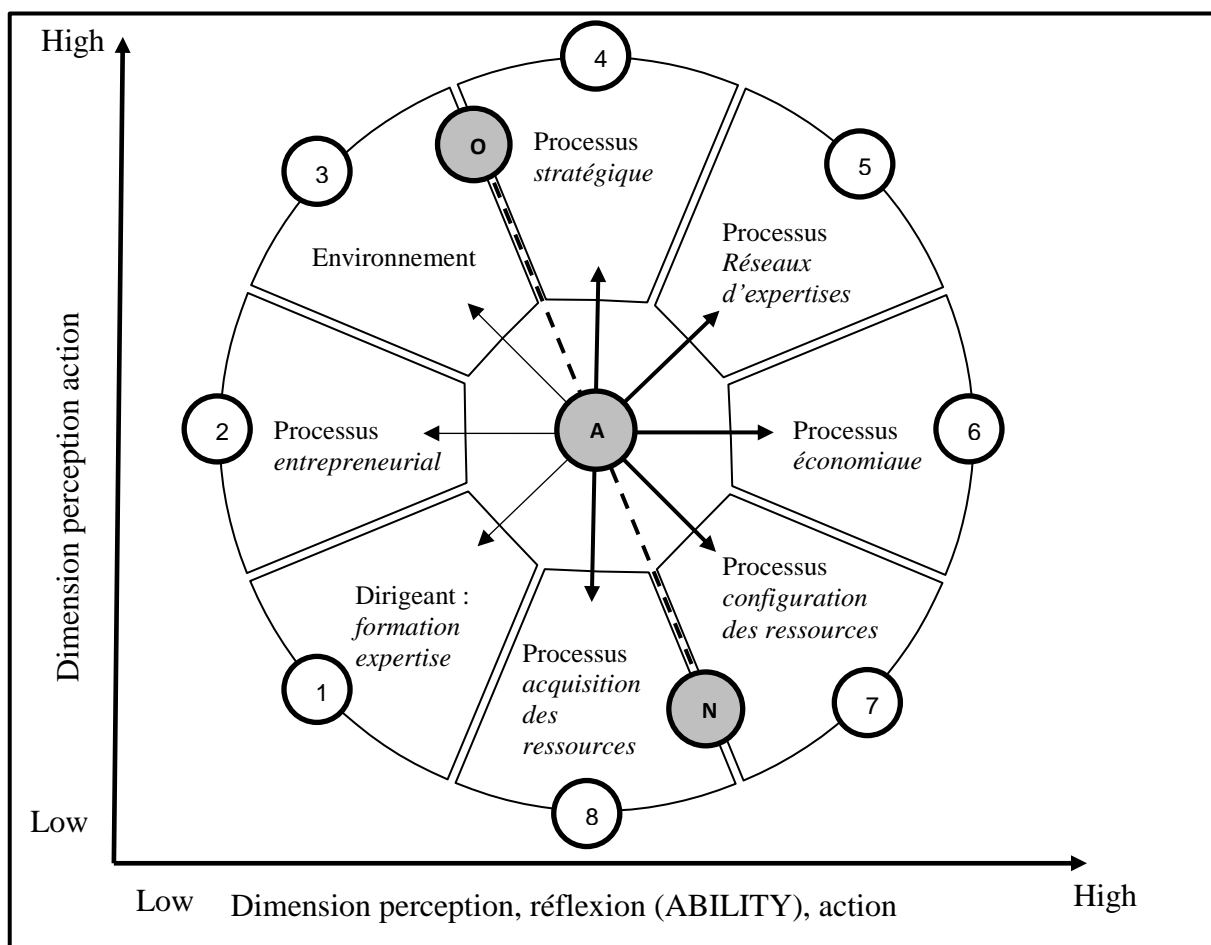 High
4
O
Processus
stratégique
3
5
Processus
Réseaux
d'expertises
Environnement
Dimension perception action
2
Processus
entrepreneurial
A
Processus
économique
6
Dirigeant :
formation
expertise
Processus
configuration
des ressources
Processus
acquisition
des
ressources
1
N
7
8
Low
Low
Dimension perception, réflexion (ABILITY), action
High